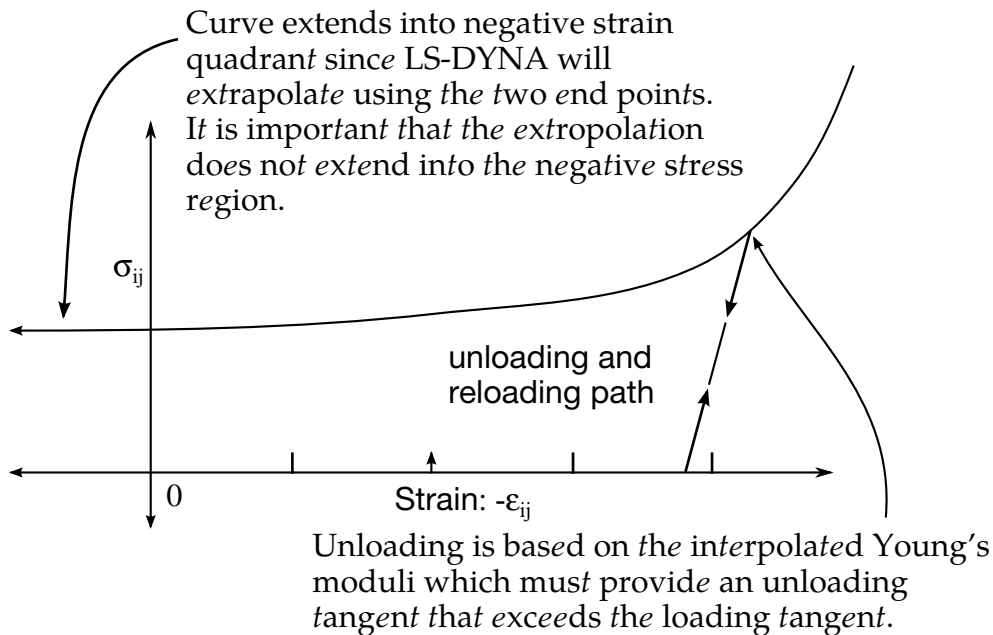 Curve extends into negative strain
quadrant since LS-DYNA will
extrapolate using the two end points.
It is important that the extropolation
does not extend into the negative stress
region.
σij
unloading and
reloading path
0
Strain: -εij
Unloading is based on the interpolated Young's
moduli which must provide an unloading
tangent that exceeds the loading tangent.